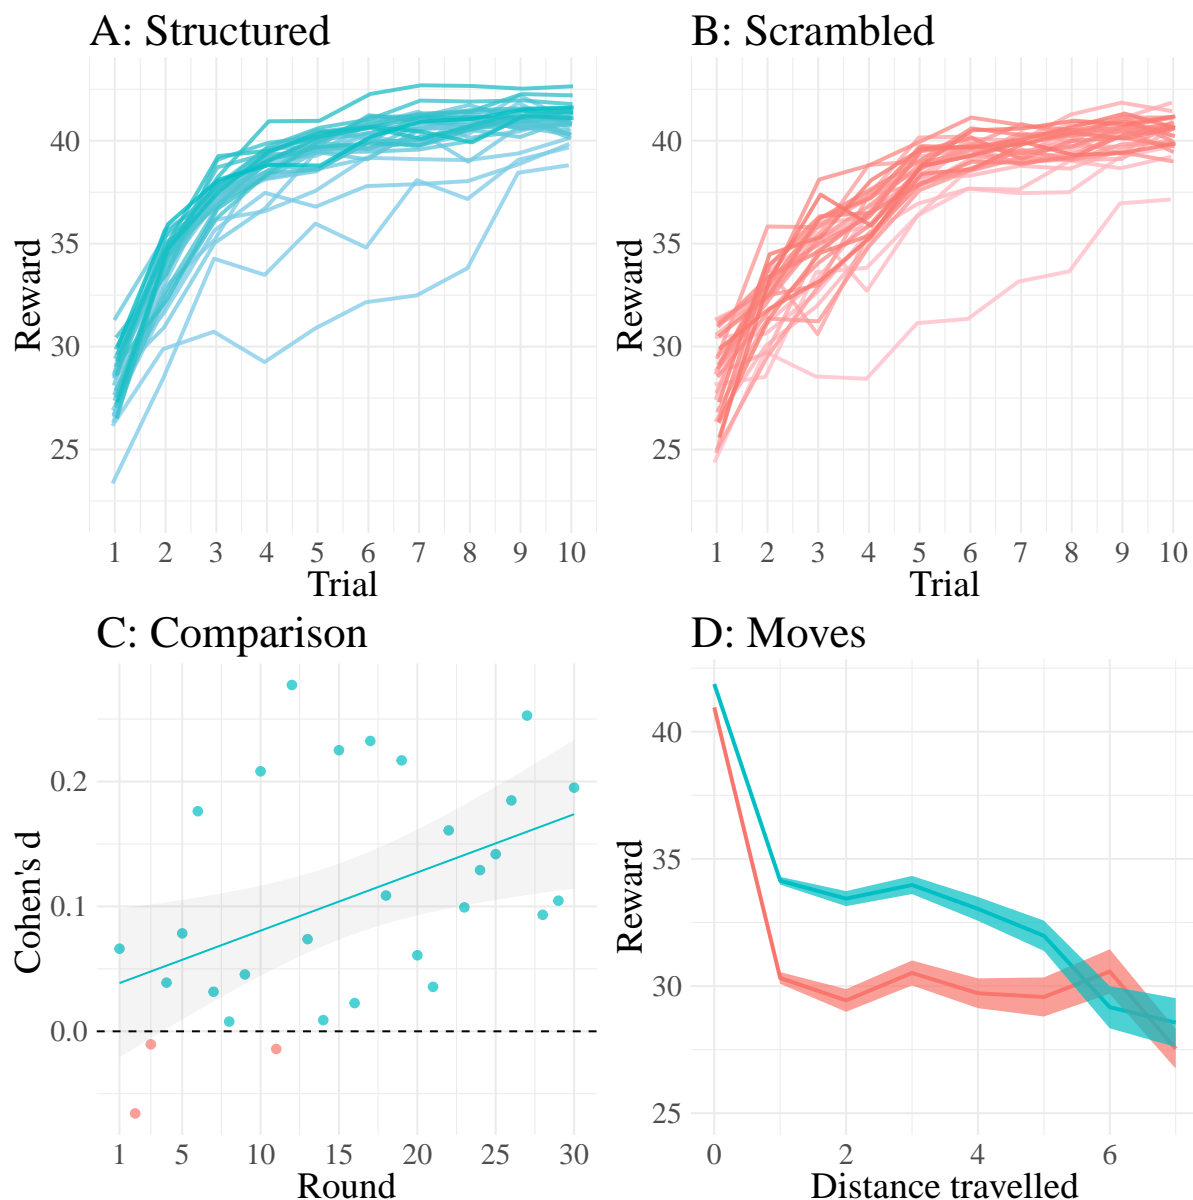 A: Structured
B: Scrambled
Reward
40
35
30
25
1 2 3 4 5 6 7 8 9 10
Trial
Reward
40
35
30
25
1 2 3 4 5 6 7 8 9 10
Trial
C: Comparison
D: Moves
Cohen's d
0.2
0.1
0.0
1 5 10 15 20 25 30
Round
Reward
40
35
30
25
0 2 4 6
Distance travelled